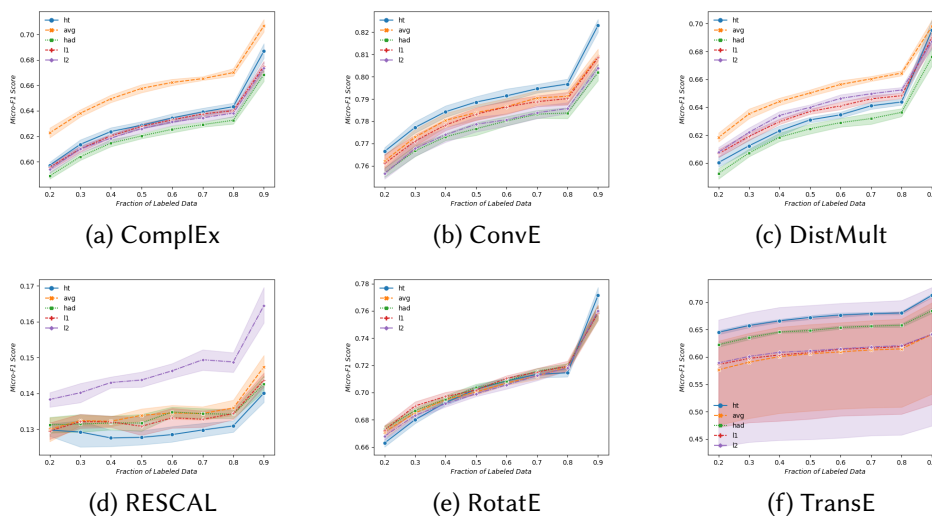 ht
avg
had
l1
l2
Micro-F1 Score
0.70
0.68
0.66
0.64
0.62
0.60
0.2 0.3 0.4 0.5 0.6 0.7 0.8 0.9
Fraction of Labeled Data
(a) ComplEx
ht
avg
had
l1
l2
Micro-F1 Score
0.82
0.80
0.79
0.78
0.77
0.76
0.2 0.3 0.4 0.5 0.6 0.7 0.8 0.9
Fraction of Labeled Data
(b) ConvE
ht
avg
had
l1
l2
Micro-F1 Score
0.70
0.68
0.66
0.64
0.62
0.60
0.2 0.3 0.4 0.5 0.6 0.7 0.8 0.9
Fraction of Labeled Data
(c) DistMult
ht
avg
had
l1
l2
Micro-F1 Score
0.17
0.16
0.15
0.14
0.13
0.2 0.3 0.4 0.5 0.6 0.7 0.8 0.9
Fraction of Labeled Data
(d) RESCAL
ht
avg
had
l1
l2
Micro-F1 Score
0.78
0.76
0.74
0.72
0.70
0.68
0.66
0.2 0.3 0.4 0.5 0.6 0.7 0.8 0.9
Fraction of Labeled Data
(e) RotatE
Micro-F1 Score
0.70
0.65
0.60
0.55
0.50
0.45
ht
avg
had
l1
l2
0.2 0.3 0.4 0.5 0.6 0.7 0.8
Fraction of Labeled Data
(f) TransE